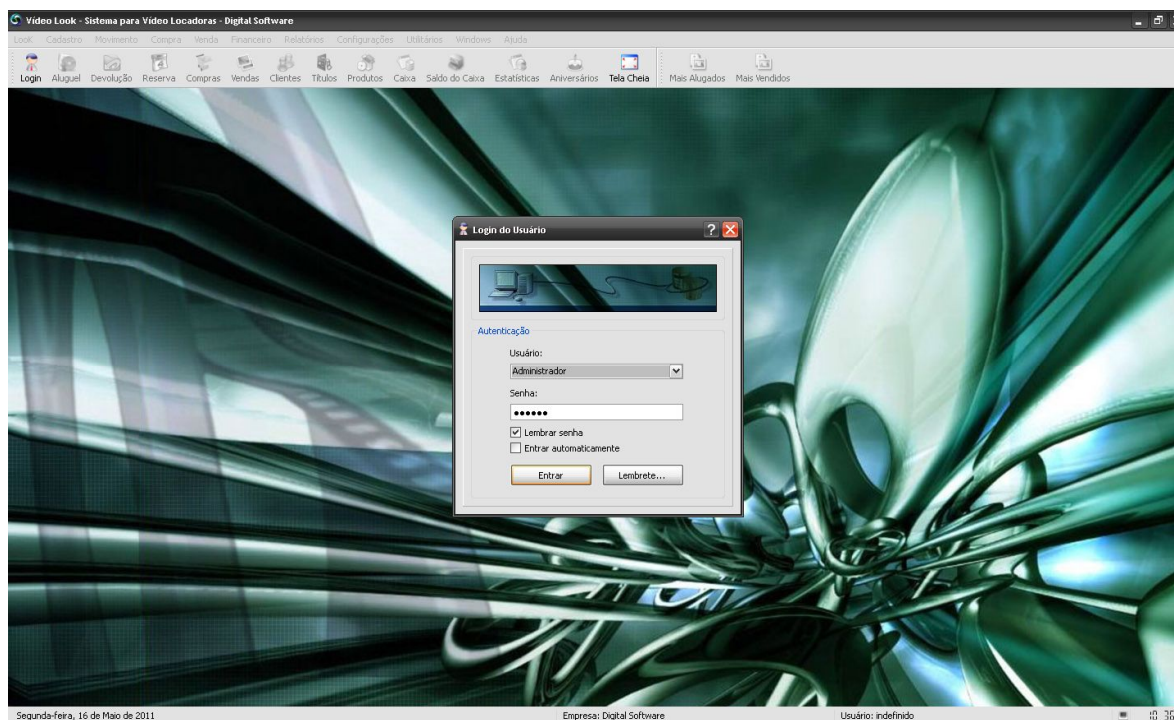 Vídeo Look - Sistema para Vídeo Locadoras - Digital Software
Look Cadastro Movimento Compra Venda Financeiro Relatórios Configurações Utilitários Windows Ajuda
Login Aluguel Devolução Reserva Compras Vendas Clientes Títulos Produtos Caixa Saldo do Caixa Estatísticas Aniversários Tela Cheia Mais Alugados Mais Vendidos
Login do Usuário
Autenticação
Usuário:
Administrador
Senha:
Lembrar senha
Entrar automaticamente
Entrar Lembrete...
Segunda-feira, 16 de Maio de 2011 Empresa: Digital Software Usuário: indefinido